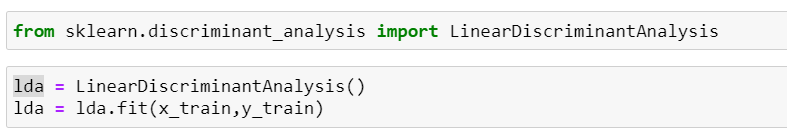 from sklearn.discriminant_analysis import LinearDiscriminantAnalysis
lda = LinearDiscriminantAnalysis()
lda = lda.fit(x_train,y_train)